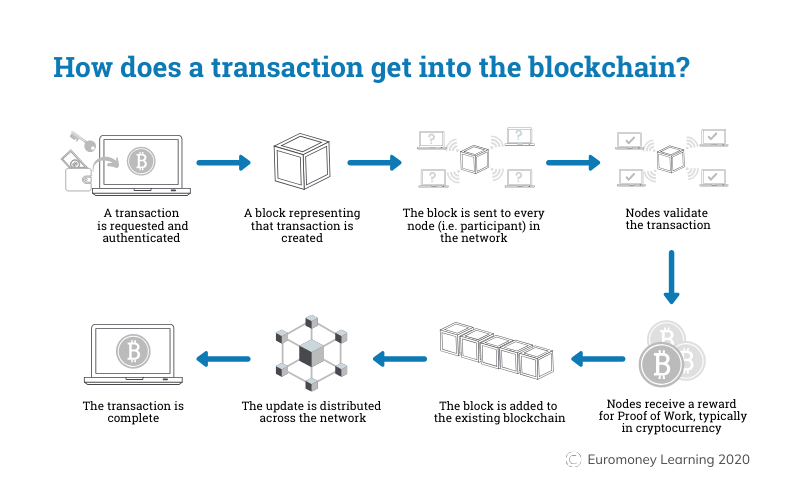 How does a transaction get into the blockchain?
A transaction
is requested and
authenticated
A block representing
that transaction is
created
The block is sent to every
node (i.e. participant) in
the network
Nodes validate
the transaction
Nodes receive a reward
for Proof of Work, typically
in cryptocurrency
The block is added to
the existing blockchain
The update is distributed
across the network
The transaction is
complete
© Euromoney Learning 2020